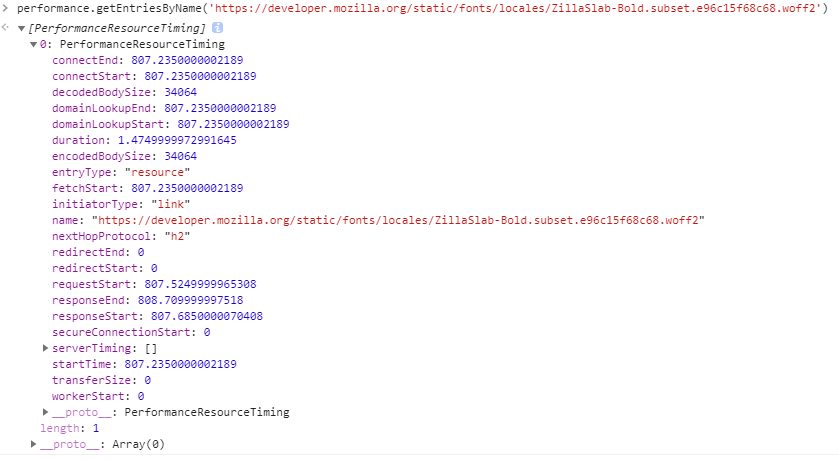 > performance.getEntriesByName('https://developer.mozilla.org/static/fonts/locales/ZillaSlab-Bold.subset.e96c15f68c68.woff2')
[PerformanceResourceTiming] i
0: PerformanceResourceTiming
connectEnd: 807.2350000002189
connectStart: 807.2350000002189
decodedBodySize: 34064
domainLookupEnd: 807.2350000002189
domainLookupStart: 807.2350000002189
duration: 1.4749999972991645
encodedBodySize: 34064
entryType: "resource"
fetchStart: 807.2350000002189
initiatorType: "link"
name: "https://developer.mozilla.org/static/fonts/locales/ZillaSlab-Bold.subset.e96c15f68c68.woff2"
nextHopProtocol: "h2"
redirectEnd: 0
redirectStart: 0
requestStart: 807.5249999965308
responseEnd: 808.709999997518
responseStart: 807.6850000070408
secureConnectionStart: 0
serverTiming: []
startTime: 807.2350000002189
transferSize: 0
workerStart: 0
__proto__: PerformanceResourceTiming
length: 1
__proto__: Array(0)